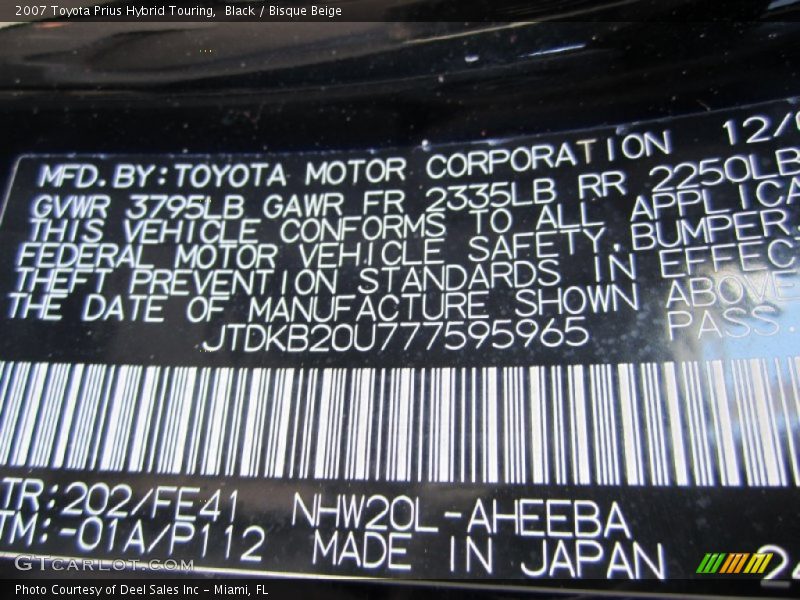 2007 Toyota Prius Hybrid Touring, Black / Bisque Beige
MFD.BY:TOYOTA MOTOR CORPORATION 12/0
GVWR 3795LB GAWR FR 2335LB RR 2250LB
THIS VEHICLE CONFORMS TO ALL APPLICA
FEDERAL MOTOR VEHICLE SAFETY, BUMPER,
THEFT PREVENTION STANDARDS IN EFFECT
THE DATE OF MANUFACTURE SHOWN ABOVE
JTDKB20U777595965 PASS.
TR:202/FE41 NHW20L-AHEEBA
TM:-01A/P112 MADE IN JAPAN 24
GTCARLOT.COM
Photo Courtesy of Deel Sales Inc - Miami, FL